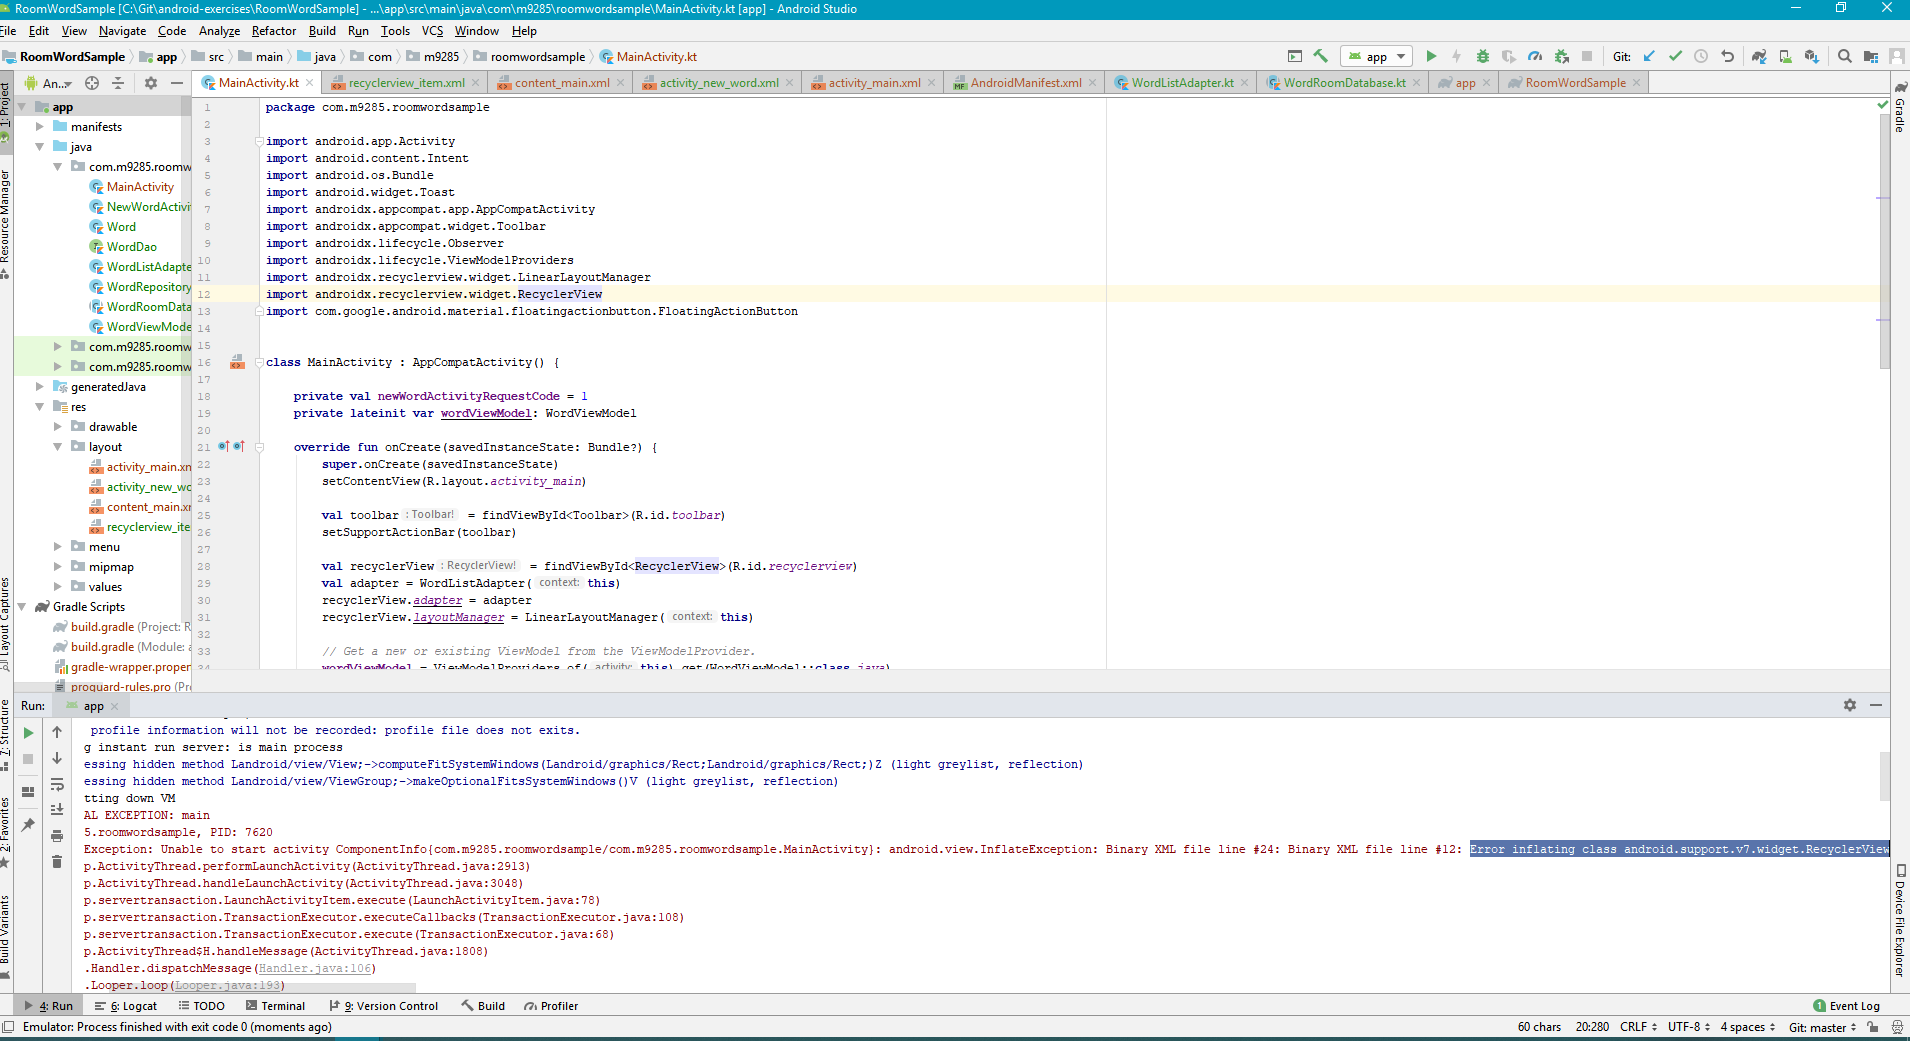 RoomWordSample [C:\Git\android-exercises\RoomWordSample] - ...\app\src\main\java\com\m9285\roomwordsample\MainActivity.kt [app] - Android Studio
File Edit View Navigate Code Analyze Refactor Build Run Tools VCS Window Help
RoomWordSample app src main java com m9285 roomwordsample MainActivity.kt app Git:
An... MainActivity.kt recyclerview_item.xml content_main.xml activity_new_word.xml activity_main.xml AndroidManifest.xml WordListAdapter.kt WordRoomDatabase.kt app RoomWordSample
1: Project
Resource Manager
Layout Captures
7: Structure
2: Favorites
Build Variants
app
manifests
java
com.m9285.roomw
MainActivity
NewWordActivi
Word
WordDao
WordListAdapte
WordRepository
WordRoomData
WordViewMode
com.m9285.roomw
com.m9285.roomw
generatedJava
res
drawable
layout
activity_main.xn
activity_new_wo
content_main.xn
recyclerview_ite
menu
mipmap
values
Gradle Scripts
build.gradle (Project: R
build.gradle (Module: a
gradle-wrapper.proper
proguard-rules.pro (Pr
1 package com.m9285.roomwordsample
2
3 import android.app.Activity
4 import android.content.Intent
5 import android.os.Bundle
6 import android.widget.Toast
7 import androidx.appcompat.app.AppCompatActivity
8 import androidx.appcompat.widget.Toolbar
9 import androidx.lifecycle.Observer
10 import androidx.lifecycle.ViewModelProviders
11 import androidx.recyclerview.widget.LinearLayoutManager
12 import androidx.recyclerview.widget.RecyclerView
13 import com.google.android.material.floatingactionbutton.FloatingActionButton
14
15
16 class MainActivity : AppCompatActivity() {
17
18 private val newWordActivityRequestCode = 1
19 private lateinit var wordViewModel: WordViewModel
20
21 override fun onCreate(savedInstanceState: Bundle?) {
22 super.onCreate(savedInstanceState)
23 setContentView(R.layout.activity_main)
24
25 val toolbar : Toolbar! = findViewById<Toolbar>(R.id.toolbar)
26 setSupportActionBar(toolbar)
27
28 val recyclerView : RecyclerView! = findViewById<RecyclerView>(R.id.recyclerview)
29 val adapter = WordListAdapter( context: this)
30 recyclerView.adapter = adapter
31 recyclerView.layoutManager = LinearLayoutManager( context: this)
32
33 // Get a new or existing ViewModel from the ViewModelProvider.
34 wordViewModel = ViewModelProviders.of( activity: this).get(WordViewModel::class.java)
Gradle
Device File Explorer
Run: app
profile information will not be recorded: profile file does not exits.
g instant run server: is main process
essing hidden method Landroid/view/View;->computeFitSystemWindows(Landroid/graphics/Rect;Landroid/graphics/Rect;)Z (light greylist, reflection)
essing hidden method Landroid/view/ViewGroup;->makeOptionalFitsSystemWindows()V (light greylist, reflection)
tting down VM
AL EXCEPTION: main
5.roomwordsample, PID: 7620
Exception: Unable to start activity ComponentInfo{com.m9285.roomwordsample/com.m9285.roomwordsample.MainActivity}: android.view.InflateException: Binary XML file line #24: Binary XML file line #12: Error inflating class android.support.v7.widget.RecyclerView
p.ActivityThread.performLaunchActivity(ActivityThread.java:2913)
p.ActivityThread.handleLaunchActivity(ActivityThread.java:3048)
p.servertransaction.LaunchActivityItem.execute(LaunchActivityItem.java:78)
p.servertransaction.TransactionExecutor.executeCallbacks(TransactionExecutor.java:108)
p.servertransaction.TransactionExecutor.execute(TransactionExecutor.java:68)
p.ActivityThread$H.handleMessage(ActivityThread.java:1808)
.Handler.dispatchMessage(Handler.java:106)
.Looper.loop(Looper.java:193)
4: Run 6: Logcat TODO Terminal 9: Version Control Build Profiler 1 Event Log
Emulator: Process finished with exit code 0 (moments ago) 60 chars 20:280 CRLF UTF-8 4 spaces Git: master